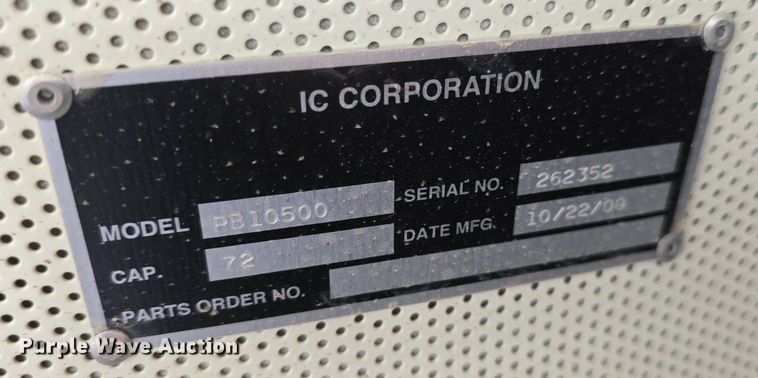 IC CORPORATION
MODEL PB10500 SERIAL NO. 262352
CAP. 72 DATE MFG. 10/22/09
PARTS ORDER NO.
Purple Wave Auction